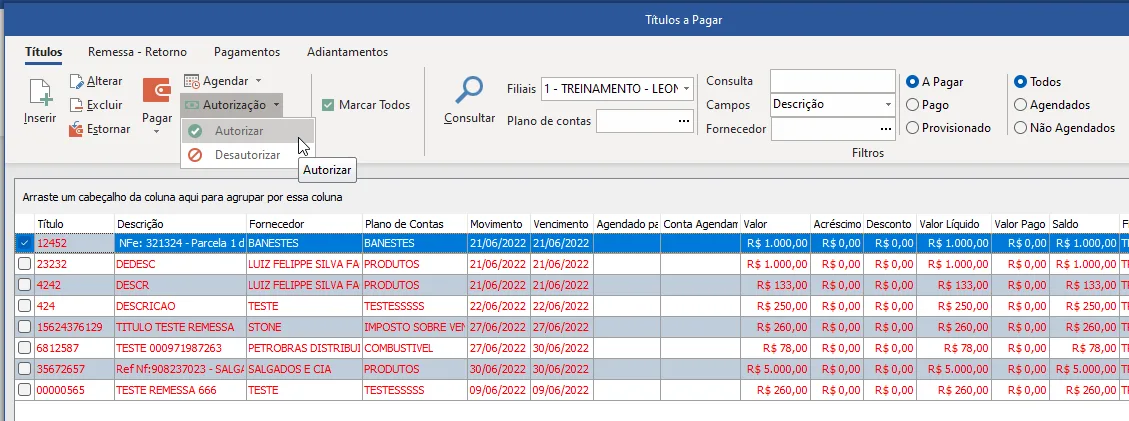 Títulos a Pagar
Títulos Remessa - Retorno Pagamentos Adiantamentos
Inserir
Alterar
Excluir
Estornar
Pagar
Agendar
Autorização
Autorizar
Desautorizar
Autorizar
Marcar Todos
Consultar
Filiais 1 - TREINAMENTO - LEON
Plano de contas ...
Consulta
Campos Descrição
Fornecedor ...
A Pagar
Pago
Provisionado
Todos
Agendados
Não Agendados
Filtros
Arraste um cabeçalho da coluna aqui para agrupar por essa coluna
Título Descrição Fornecedor Plano de Contas Movimento Vencimento Agendado pa Conta Agendam Valor Acréscimo Desconto Valor Líquido Valor Pago Saldo
12452 NFe: 321324 - Parcela 1 d BANESTES BANESTES 21/06/2022 21/06/2022 R$ 1.000,00 R$ 0,00 R$ 0,00 R$ 1.000,00 R$ 0,00 R$ 1.000,00
23232 DEDESC LUIZ FELIPPE SILVA FA PRODUTOS 21/06/2022 21/06/2022 R$ 1.000,00 R$ 0,00 R$ 0,00 R$ 1.000,00 R$ 0,00 R$ 1.000,00
4242 DESCR LUIZ FELIPPE SILVA FA PRODUTOS 21/06/2022 21/06/2022 R$ 133,00 R$ 0,00 R$ 0,00 R$ 133,00 R$ 0,00 R$ 133,00
424 DESCRICAO TESTE TESTESSSSS 22/06/2022 22/06/2022 R$ 250,00 R$ 0,00 R$ 0,00 R$ 250,00 R$ 0,00 R$ 250,00
15624376129 TITULO TESTE REMESSA STONE IMPOSTO SOBRE VEN 27/06/2022 27/06/2022 R$ 260,00 R$ 0,00 R$ 0,00 R$ 260,00 R$ 0,00 R$ 260,00
6812587 TESTE 000971987263 PETROBRAS DISTRIBUI COMBUSTIVEL 27/06/2022 30/06/2022 R$ 78,00 R$ 0,00 R$ 0,00 R$ 78,00 R$ 0,00 R$ 78,00
35672657 Ref Nf:908237023 - SALGA SALGADOS E CIA PRODUTOS 30/06/2022 30/06/2022 R$ 5.000,00 R$ 0,00 R$ 0,00 R$ 5.000,00 R$ 0,00 R$ 5.000,00
00000565 TESTE REMESSA 666 TESTE TESTESSSSS 09/06/2022 09/06/2022 R$ 260,00 R$ 0,00 R$ 0,00 R$ 260,00 R$ 0,00 R$ 260,00